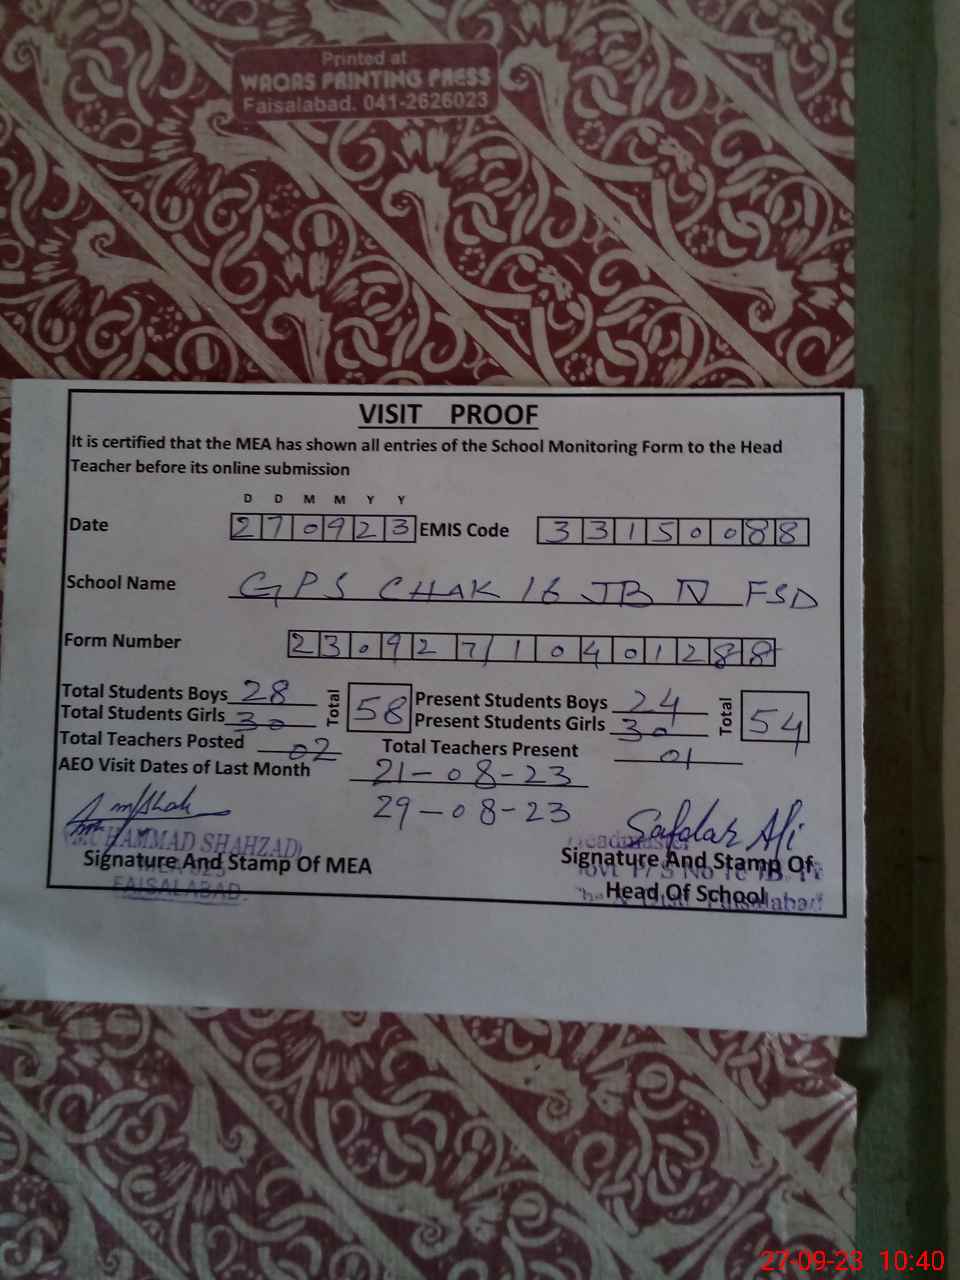 Printed at
WAQAS PRINTING PRESS
Faisalabad. 041-2626023
VISIT PROOF
It is certified that the MEA has shown all entries of the School Monitoring Form to the Head
Teacher before its online submission
D D M M Y Y
Date 270923 EMIS Code 33150088
School Name GPS CHAK 16 JB N FSD
Form Number
Total Students Boys 28 Total 58 Present Students Boys 24 Total 54
Total Students Girls 30 Present Students Girls 30
Total Teachers Posted 02 Total Teachers Present 01
AEO Visit Dates of Last Month 21-08-23
29-08-23
Safdar Ali
(MUHAMMAD SHAHZAD)
Headmaster
Signature And Stamp Of MEA
Signature And Stamp Of
Head Of School
FAISALABAD.
27-09-23 10:40